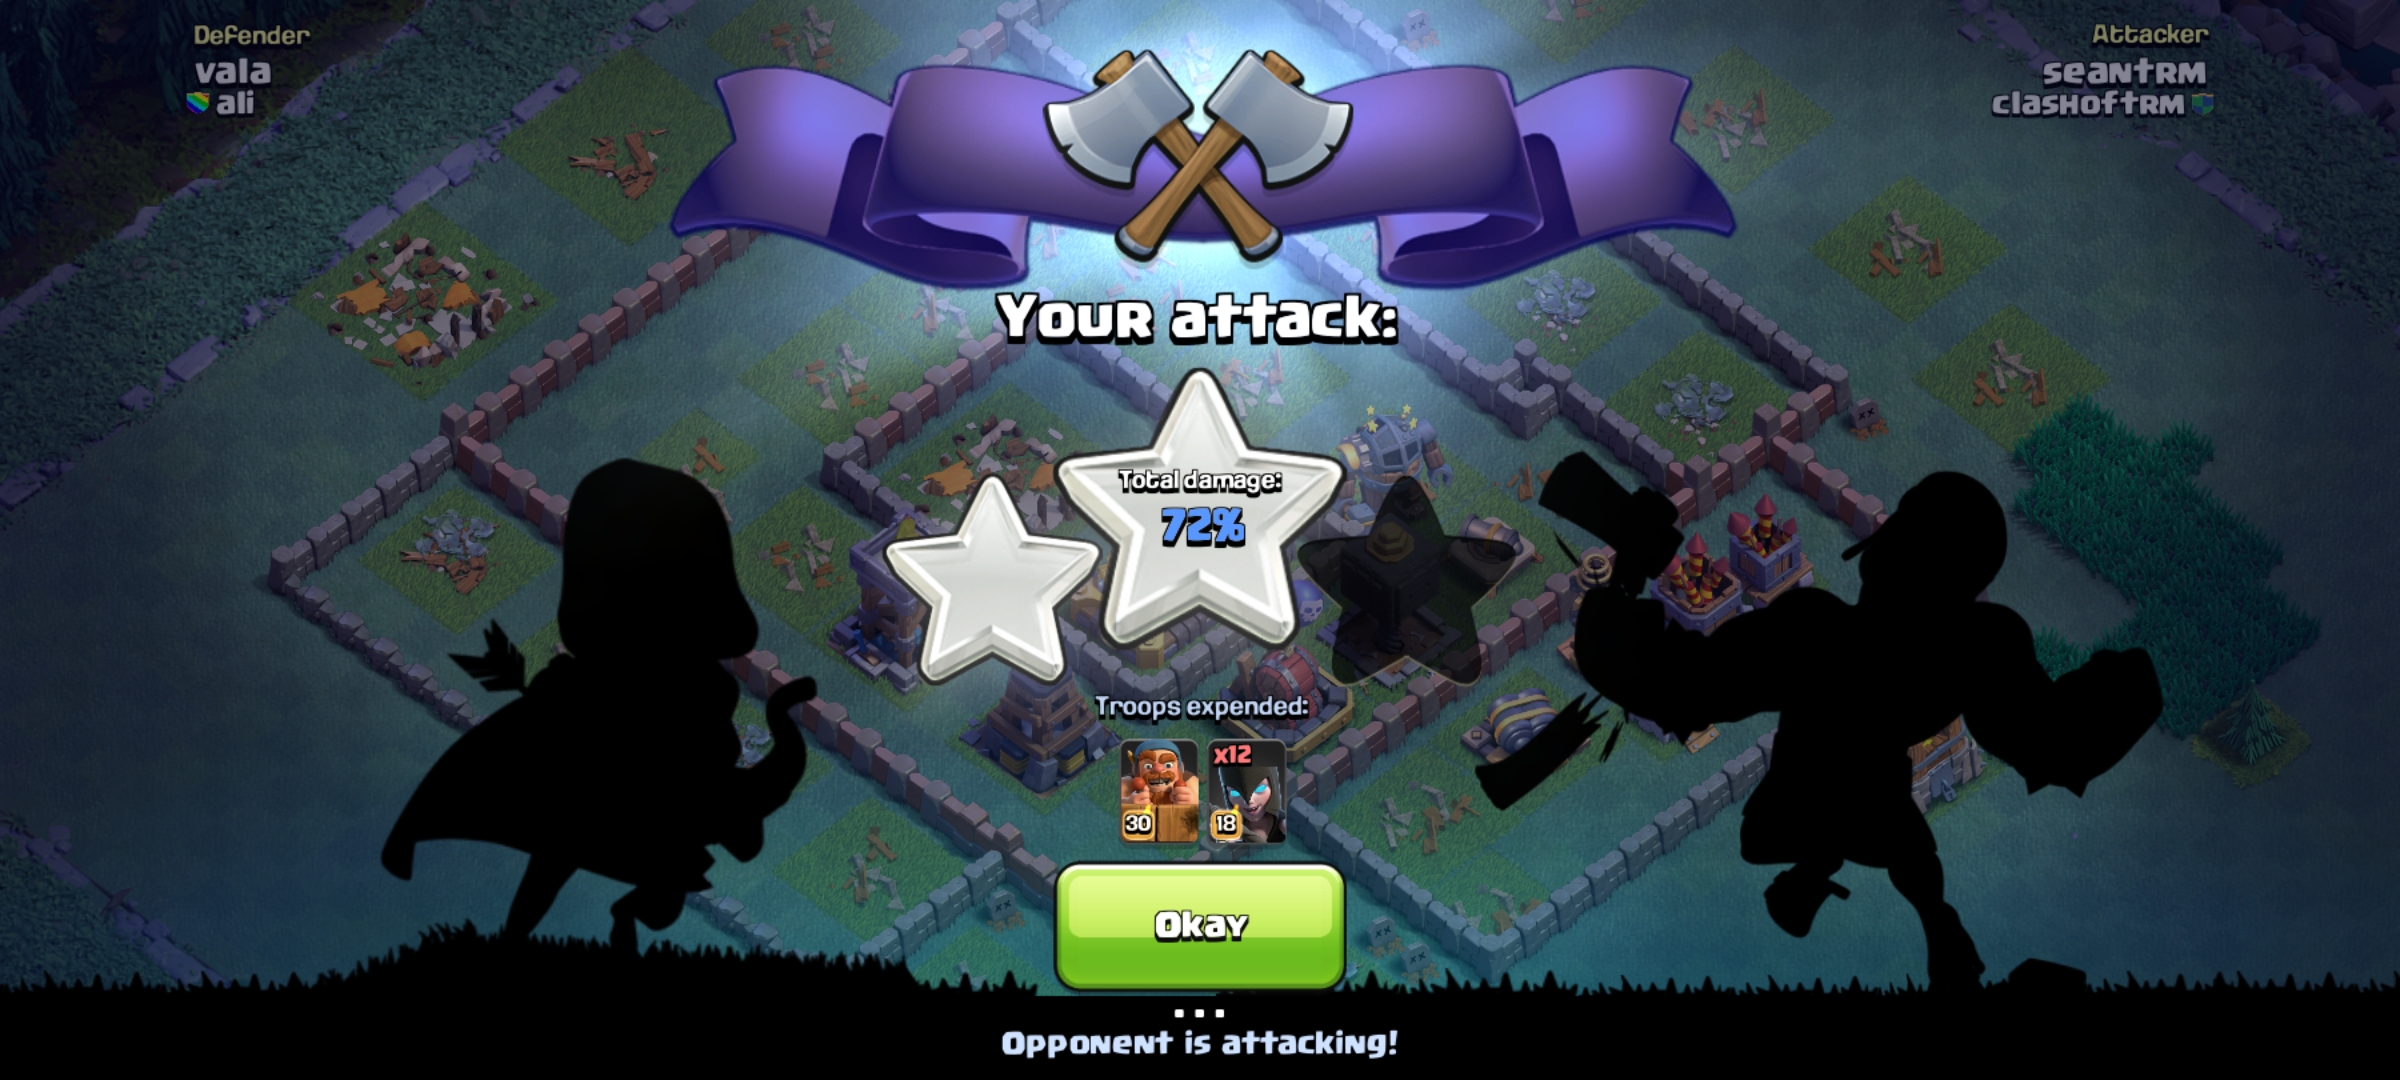 Defender
vala
ali
Attacker
seantRM
clashoftRM
Your attack:
Total damage:
72%
Troops expended:
x12
30
18
Okay
...
Opponent is attacking!